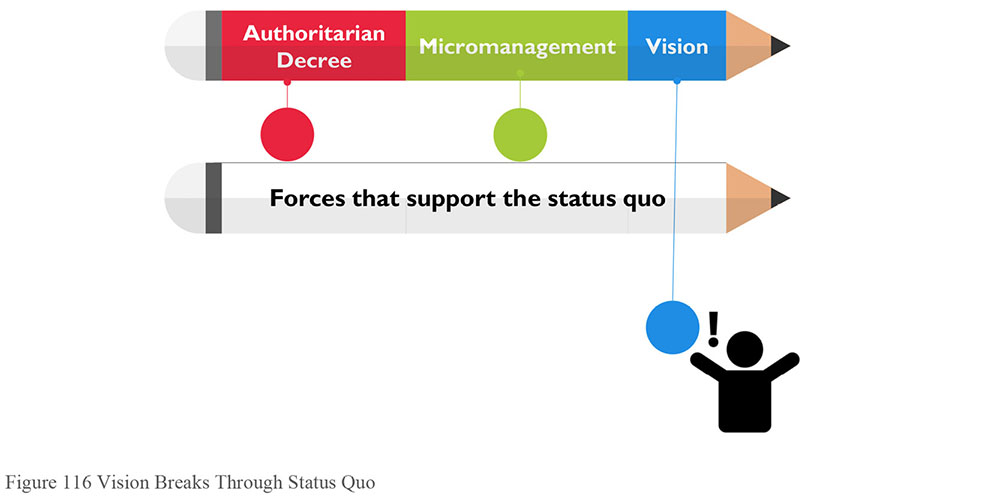 Authoritarian
Decree
Micromanagement
Vision
Forces that support the status quo
!
Figure 116 Vision Breaks Through Status Quo